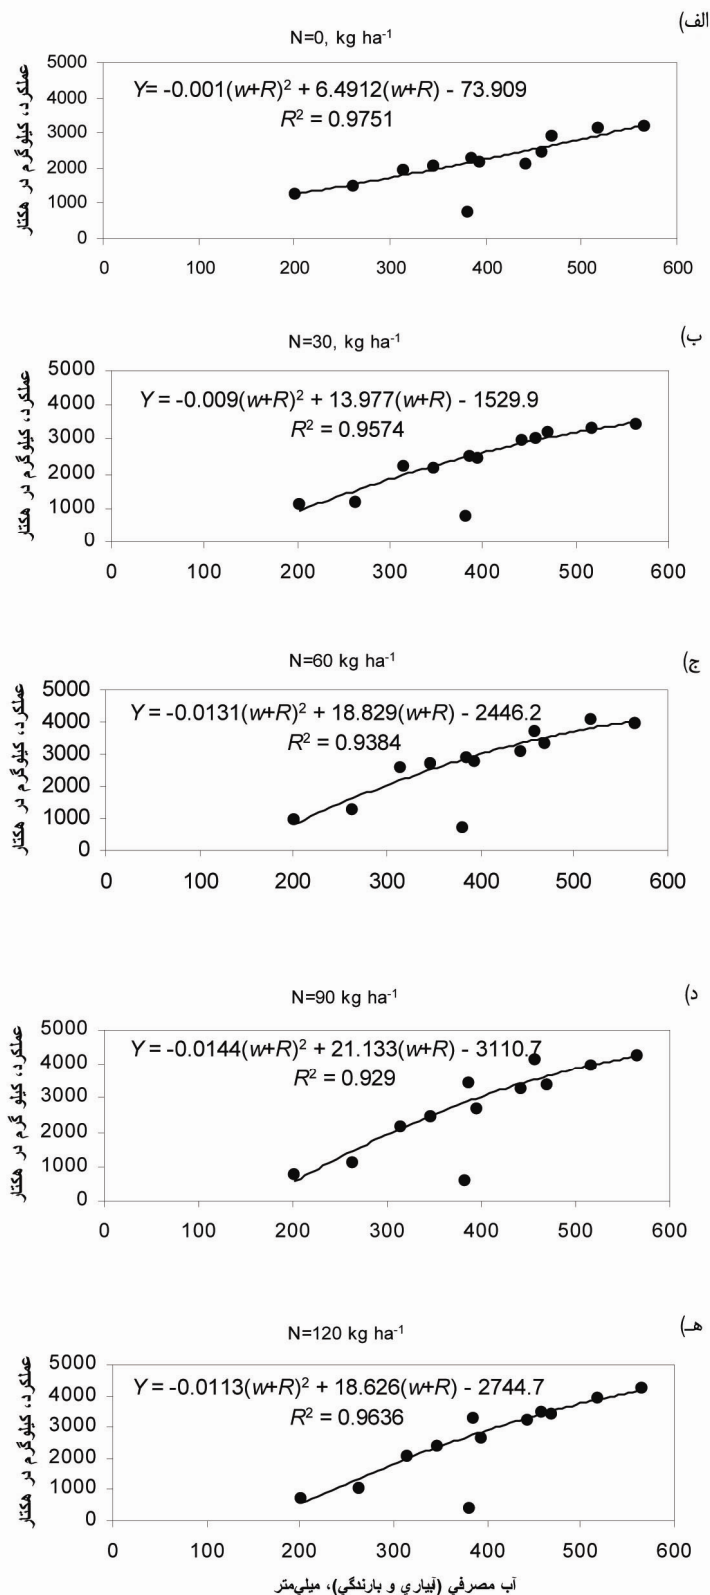 الف)
N=0, kg ha-1
Y= -0.001(w+R)2 + 6.4912(w+R) - 73.909
R2 = 0.9751
عملکرد، کیلوگرم در هکتار
5000
4000
3000
2000
1000
0
0 100 200 300 400 500 600
ب)
N=30, kg ha-1
Y = -0.009(w+R)2 + 13.977(w+R) - 1529.9
R2 = 0.9574
عملکرد، کیلوگرم در هکتار
5000
4000
3000
2000
1000
0
0 100 200 300 400 500 600
ج)
N=60 kg ha-1
Y = -0.0131(w+R)2 + 18.829(w+R) - 2446.2
R2 = 0.9384
عملکرد، کیلوگرم در هکتار
5000
4000
3000
2000
1000
0
0 100 200 300 400 500 600
د)
N=90 kg ha-1
Y = -0.0144(w+R)2 + 21.133(w+R) - 3110.7
R2 = 0.929
عملکرد، کیلو گرم در هکتار
5000
4000
3000
2000
1000
0
0 100 200 300 400 500 600
هـ)
N=120 kg ha-1
Y = -0.0113(w+R)2 + 18.626(w+R) - 2744.7
R2 = 0.9636
عملکرد، کیلوگرم در هکتار
5000
4000
3000
2000
1000
0
0 100 200 300 400 500 600
آب مصرفي (آبياري و بارندگي)، ميلي‌متر